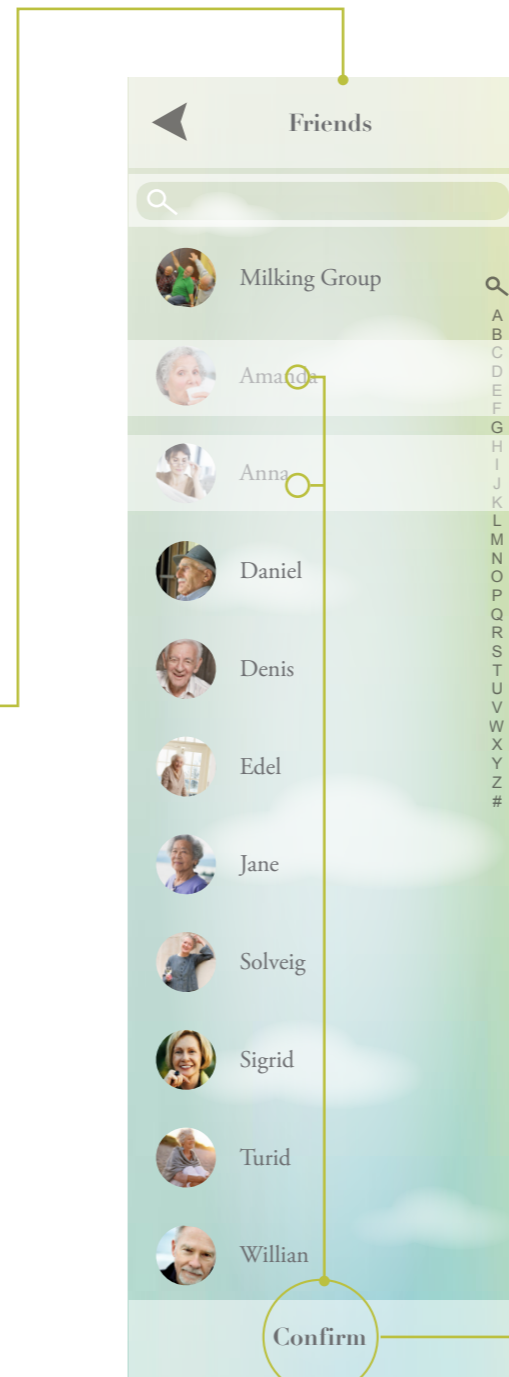 Friends
Milking Group
Amanda
Anna
Daniel
Denis
Edel
Jane
Solveig
Sigrid
Turid
Willian
Confirm
A
B
C
D
E
F
G
H
I
J
K
L
M
N
O
P
Q
R
S
T
U
V
W
X
Y
Z
#